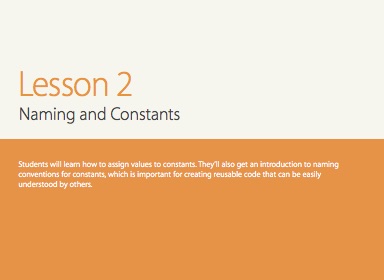 Lesson 2
Naming and Constants
Students will learn how to assign values to constants. They'll also get an introduction to naming
conventions for constants, which is important for creating reusable code that can be easily
understood by others.